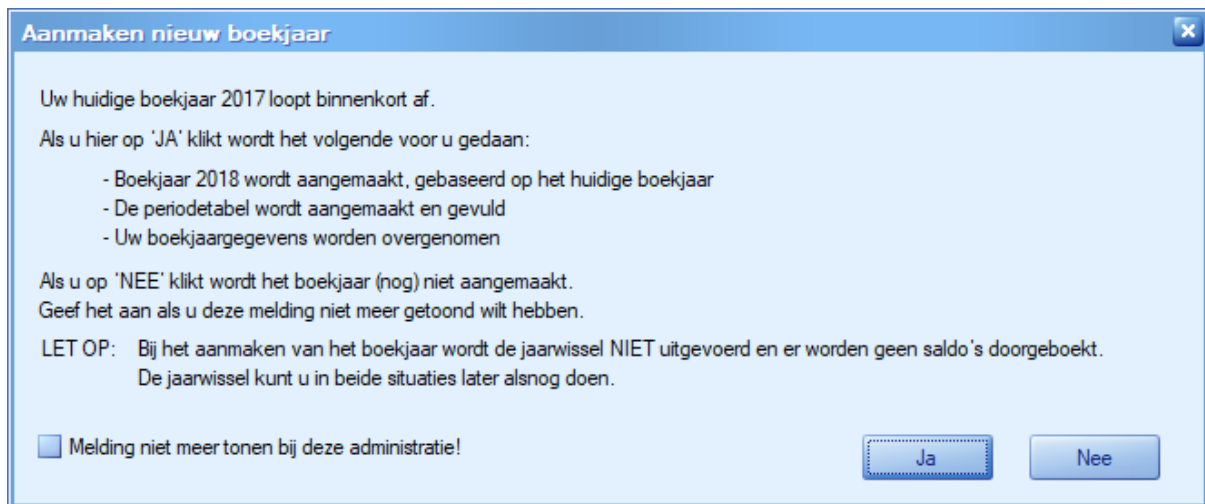 Aanmaken nieuw boekjaar
Uw huidige boekjaar 2017 loopt binnenkort af.
Als u hier op 'JA' klikt wordt het volgende voor u gedaan:
- Boekjaar 2018 wordt aangemaakt, gebaseerd op het huidige boekjaar
- De periodetabel wordt aangemaakt en gevuld
- Uw boekjaargegevens worden overgenomen
Als u op 'NEE' klikt wordt het boekjaar (nog) niet aangemaakt.
Geef het aan als u deze melding niet meer getoond wilt hebben.
LET OP: Bij het aanmaken van het boekjaar wordt de jaarwissel NIET uitgevoerd en er worden geen saldo's doorgeboekt.
De jaarwissel kunt u in beide situaties later alsnog doen.
Melding niet meer tonen bij deze administratie!
Ja
Nee